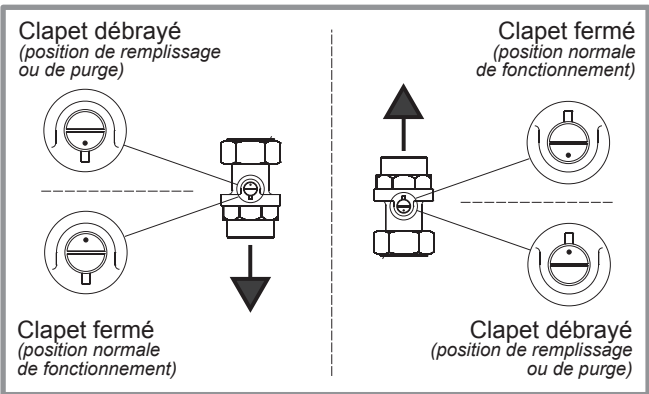 Clapet débrayé
(position de remplissage
ou de purge)
Clapet fermé
(position normale
de fonctionnement)
Clapet fermé
(position normale
de fonctionnement)
Clapet débrayé
(position de remplissage
ou de purge)